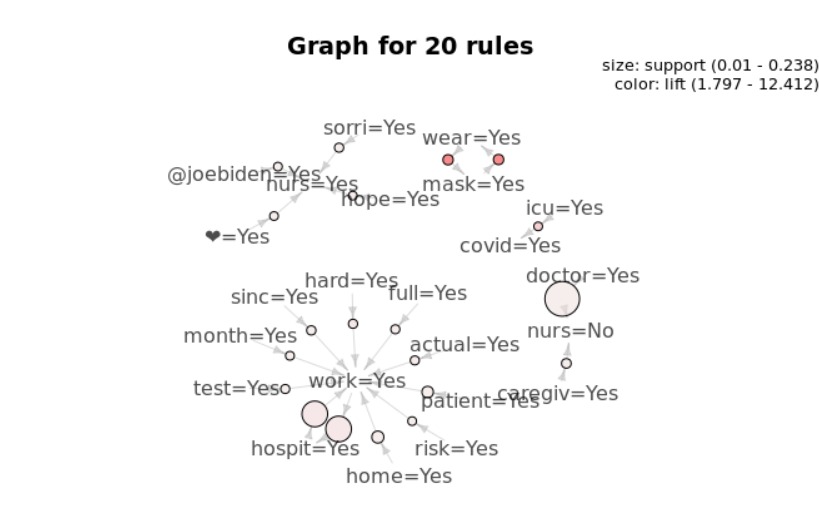 Graph for 20 rules
size: support (0.01 - 0.238)
color: lift (1.797 - 12.412)
sorri=Yes
wear=Yes
@joebiden=Yes
nurs=Yes
mask=Yes
hope=Yes
icu=Yes
❤=Yes
covid=Yes
doctor=Yes
hard=Yes
sinc=Yes
full=Yes
nurs=No
month=Yes
actual=Yes
work=Yes
test=Yes
caregiv=Yes
patient=Yes
hospit=Yes
risk=Yes
home=Yes